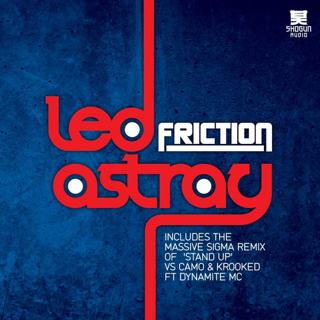 昊
SHOGUN
AUDIO
Led
FRICTION
astray
INCLUDES THE
MASSIVE SIGMA REMIX
OF 'STAND UP'
VS CAMO & KROOKED
FT DYNAMITE MC